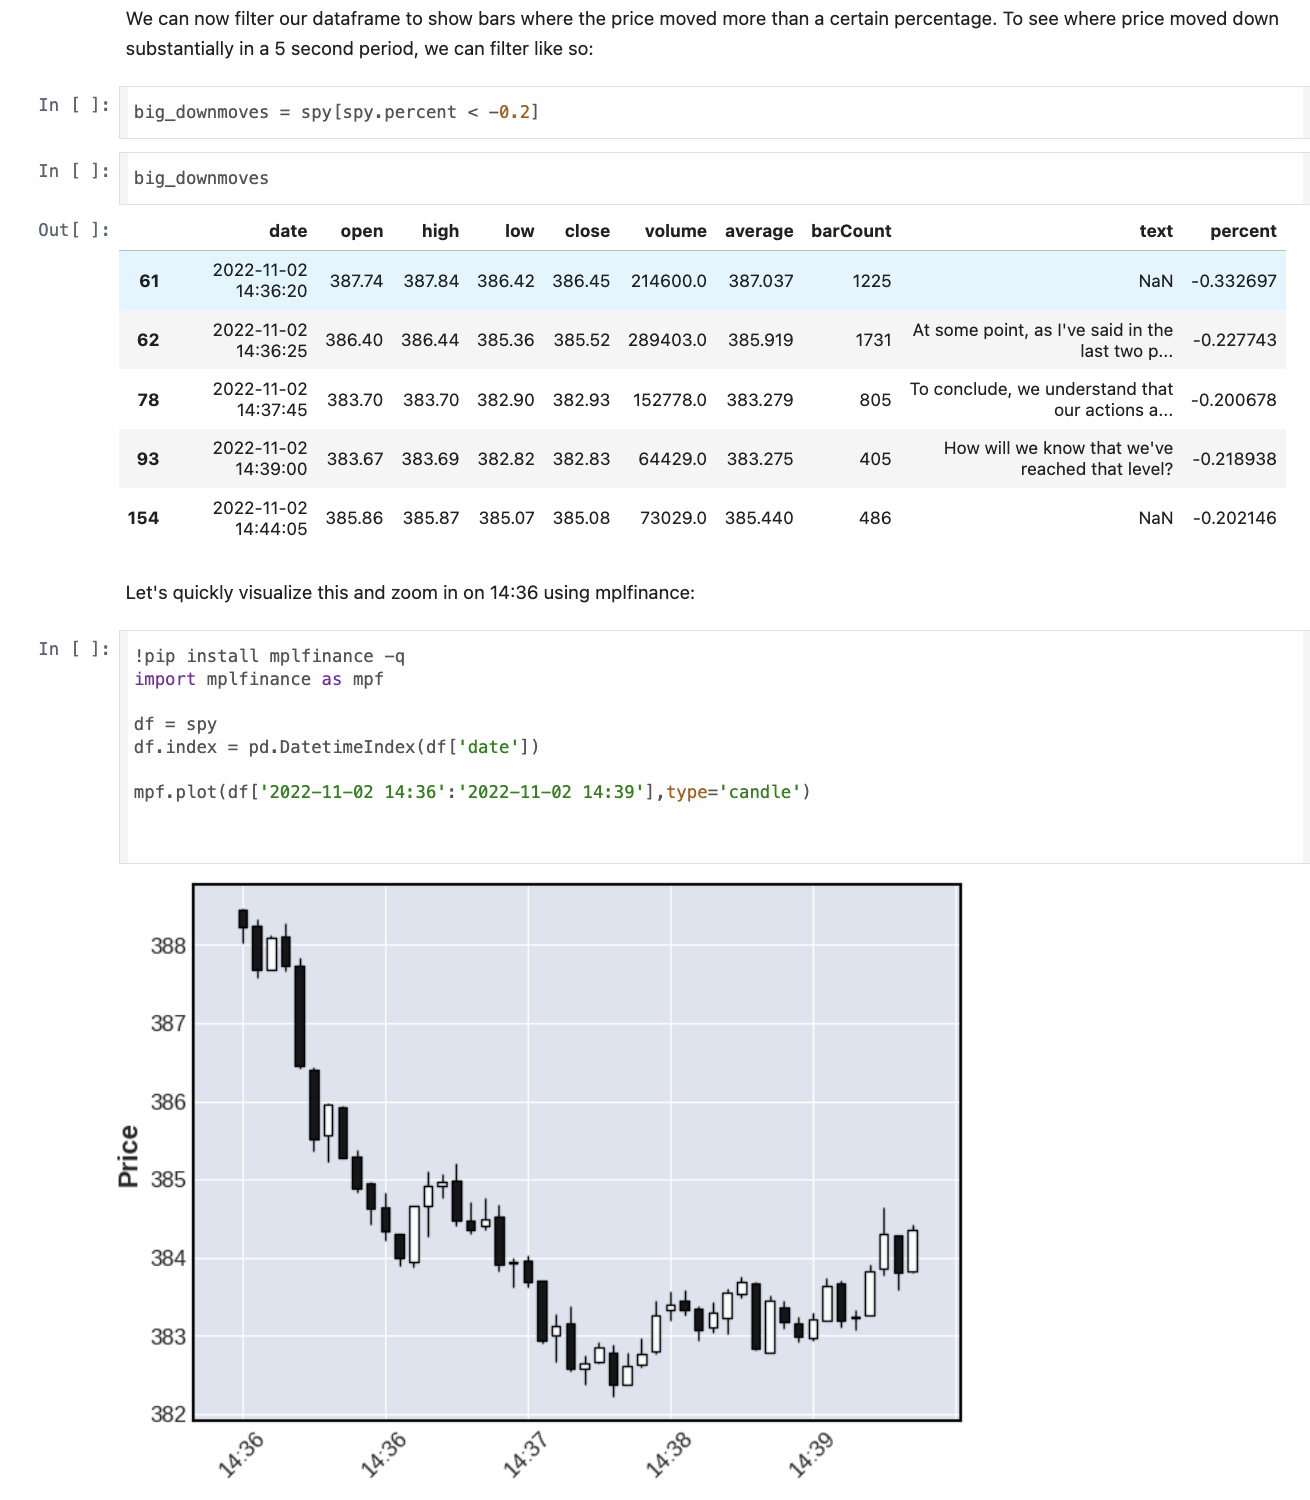 We can now filter our dataframe to show bars where the price moved more than a certain percentage. To see where price moved down
substantially in a 5 second period, we can filter like so:
In [ ]:
big_downmoves = spy[spy.percent < -0.2]
In [ ]:
big_downmoves
Out[ ]:
date open high low close volume average barCount text percent
61 2022-11-02 14:36:20 387.74 387.84 386.42 386.45 214600.0 387.037 1225 NaN -0.332697
62 2022-11-02 14:36:25 386.40 386.44 385.36 385.52 289403.0 385.919 1731 At some point, as I've said in the last two p... -0.227743
78 2022-11-02 14:37:45 383.70 383.70 382.90 382.93 152778.0 383.279 805 To conclude, we understand that our actions a... -0.200678
93 2022-11-02 14:39:00 383.67 383.69 382.82 382.83 64429.0 383.275 405 How will we know that we've reached that level? -0.218938
154 2022-11-02 14:44:05 385.86 385.87 385.07 385.08 73029.0 385.440 486 NaN -0.202146
Let's quickly visualize this and zoom in on 14:36 using mplfinance:
In [ ]:
!pip install mplfinance -q
import mplfinance as mpf
df = spy
df.index = pd.DatetimeIndex(df['date'])
mpf.plot(df['2022-11-02 14:36':'2022-11-02 14:39'],type='candle')
388
387
386
385
384
383
382
Price
14:36
14:36
14:37
14:38
14:39